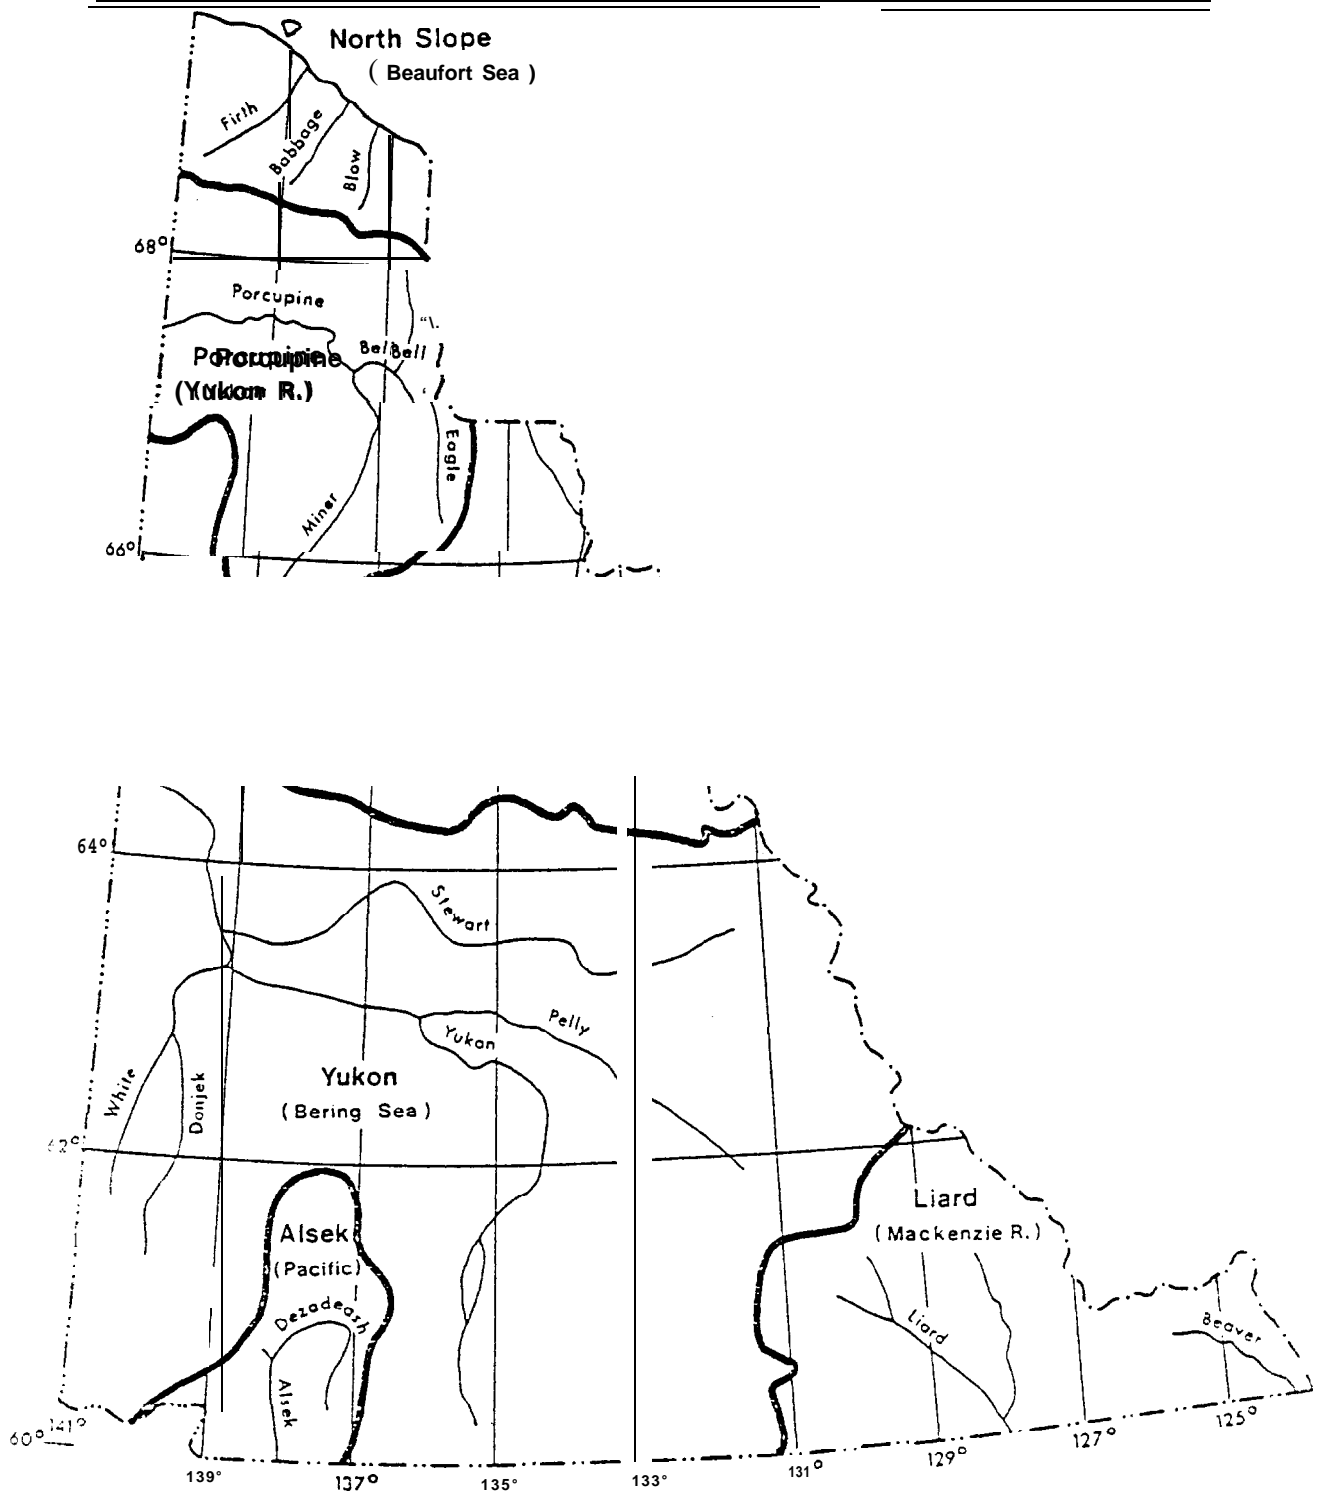 North Slope
( Beaufort Sea )
Firth
Babbage
Blow
68°
Porcupine
Bell
Bell
Porcupine
(Yukon R.)
Eagle
Miner
66°
64°
Stewart
Pelly
Yukon
White
Donjek
Yukon
(Bering Sea)
62°
Liard
(Mackenzie R.)
Alsek
(Pacific)
Dezadeash
Liard
Beaver
Alsek
141°
60°
125°
127°
129°
131°
133°
135°
137°
139°